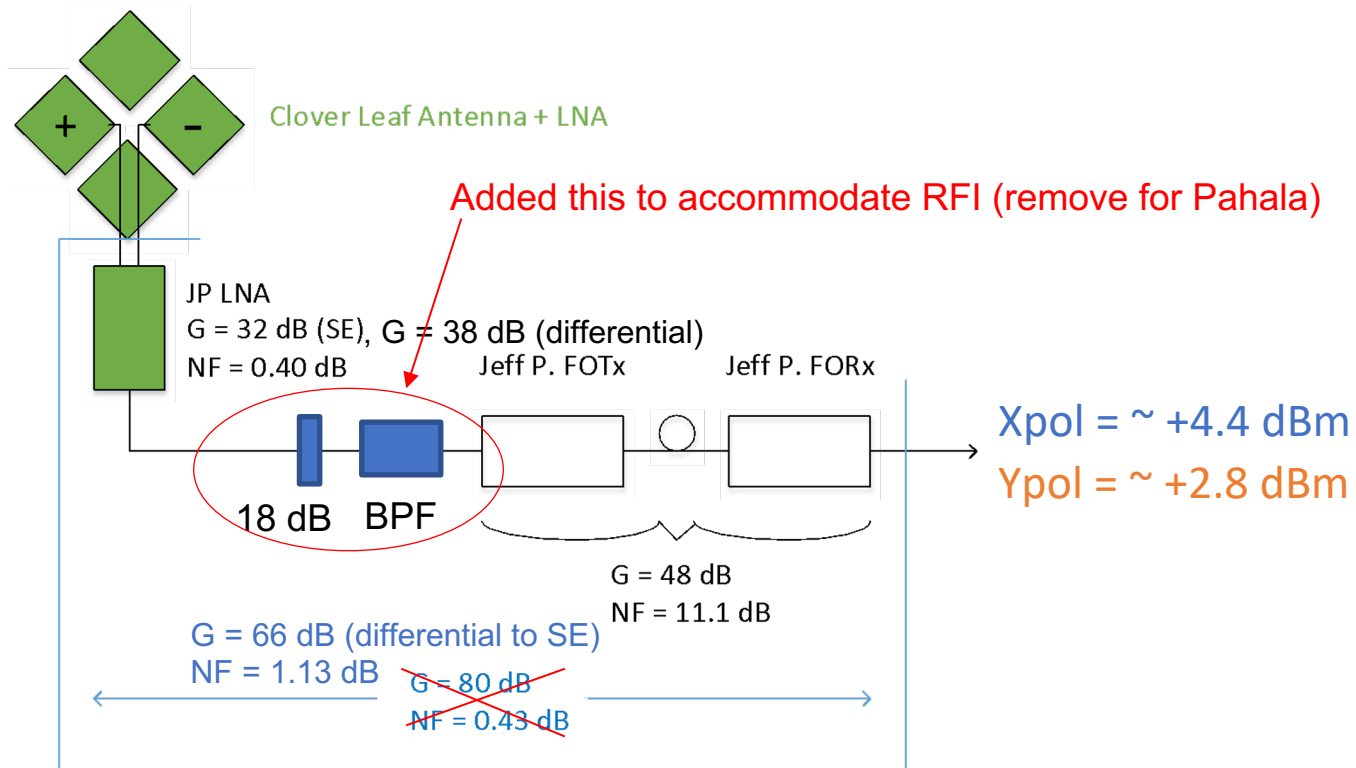 +
-
Clover Leaf Antenna + LNA
Added this to accommodate RFI (remove for Pahala)
JP LNA
G = 32 dB (SE), G = 38 dB (differential)
NF = 0.40 dB
Jeff P. FOTx
Jeff P. FORx
Xpol = ~ +4.4 dBm
Ypol = ~ +2.8 dBm
18 dB
BPF
G = 48 dB
NF = 11.1 dB
G = 66 dB (differential to SE)
NF = 1.13 dB
G = 80 dB
NF = 0.43 dB